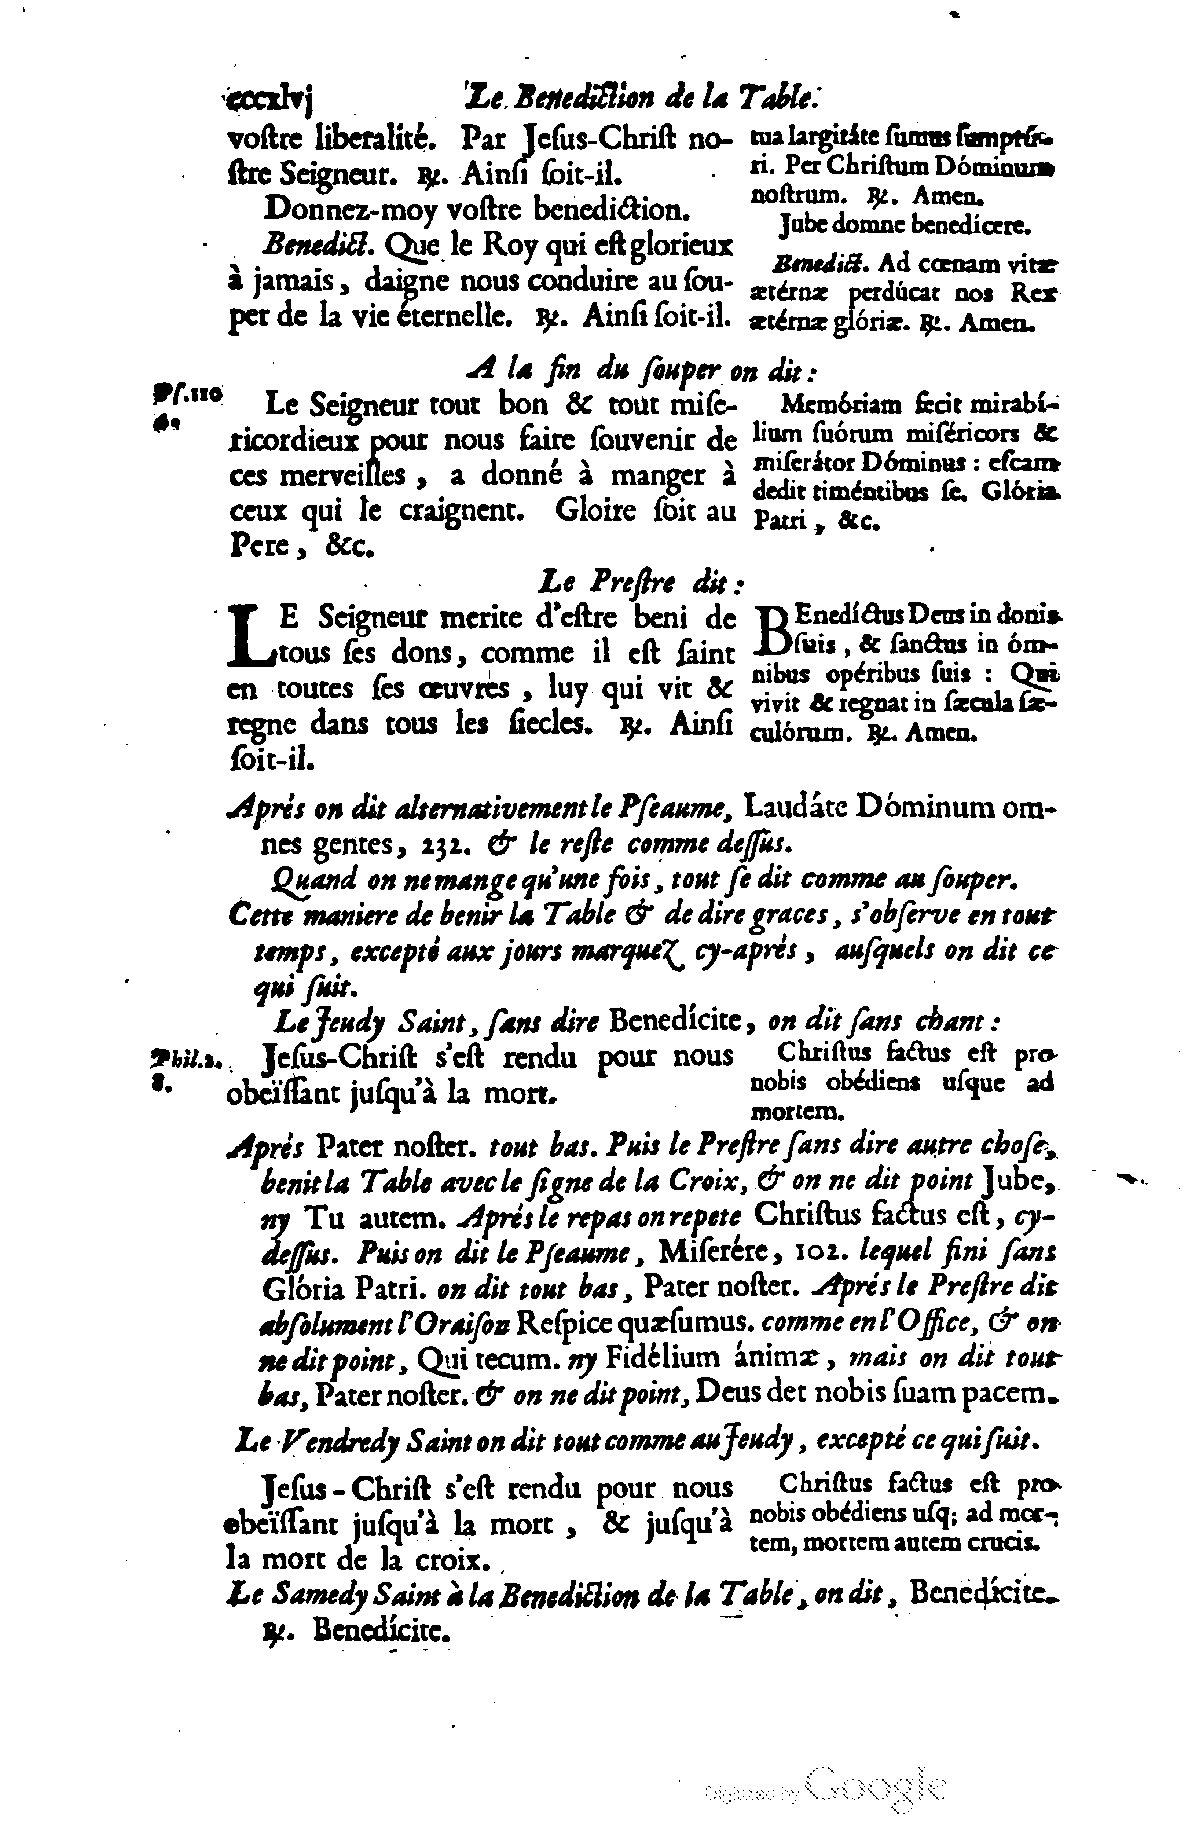 cccxlvj Le Benediction de la Table.
voſtre liberalité. Par Jeſus-Chriſt no-
ſtre Seigneur. ℟. Ainſi ſoit-il.
Donnez-moy voſtre benediction.
Benedict. Que le Roy qui eſt glorieux
à jamais, daigne nous conduire au ſou-
per de la vie éternelle. ℟. Ainſi ſoit-il.
tua largitáte ſumus ſumptú-
ri. Per Chriſtum Dóminum
noſtrum. ℟. Amen.
Jube domne benedicere.
Benedict. Ad cœnam vitæ
ætérnæ perdúcat nos Rex
ætérnæ glóriæ. ℟. Amen.
A la fin du ſouper on dit :
Pſ. 110
4.
Le Seigneur tout bon & tout miſe-
ricordieux pour nous faire ſouvenir de
ces merveilles, a donné à manger à
ceux qui le craignent. Gloire ſoit au
Pere, &c.
Memóriam fecit mirabí-
lium ſuórum miſéricors &
miſerátor Dóminus : eſcam
dedit timéntibus ſe. Glória
Patri, &c.
Le Preſtre dit :
LE Seigneur merite d'eſtre beni de
tous ſes dons, comme il eſt ſaint
en toutes ſes œuvres, luy qui vit &
regne dans tous les ſiecles. ℟. Ainſi
ſoit-il.
BEnedíctus Deus in donis
ſuis, & ſanctus in óm-
nibus opéribus ſuis : Qui
vivit & regnat in ſæcula ſæ-
culórum. ℟. Amen.
Aprés on dit alternativement le Pſeaume, Laudáte Dóminum om-
nes gentes, 232. & le reſte comme deſſus.
Quand on ne mange qu'une fois, tout ſe dit comme au ſouper.
Cette maniere de benir la Table & de dire graces, s'obſerve en tout
temps, excepté aux jours marquez cy-aprés, auſquels on dit ce
qui ſuit.
Le Jeudy Saint, ſans dire Benedícite, on dit ſans chant :
Phil. 2.
8.
Jeſus-Chriſt s'eſt rendu pour nous
obeïſſant juſqu'à la mort.
Chriſtus factus eſt pro
nobis obédiens uſque ad
mortem.
Aprés Pater noſter. tout bas. Puis le Preſtre ſans dire autre choſe,
benit la Table avec le ſigne de la Croix, & on ne dit point Jube,
ny Tu autem. Aprés le repas on repete Chriſtus factus eſt, cy-
deſſus. Puis on dit le Pſeaume, Miſerére, 102. lequel fini ſans
Glória Patri. on dit tout bas, Pater noſter. Aprés le Preſtre dit
abſolument l'Oraiſon Reſpice quæſumus. comme en l'Office, & on
ne dit point, Qui tecum. ny Fidélium ánimæ, mais on dit tout
bas, Pater noſter. & on ne dit point, Deus det nobis ſuam pacem.
Le Vendredy Saint on dit tout comme au Jeudy, excepté ce qui ſuit.
Jeſus-Chriſt s'eſt rendu pour nous
obeïſſant juſqu'à la mort, & juſqu'à
la mort de la croix.
Chriſtus factus eſt pro
nobis obédiens uſq; ad mor-
tem, mortem autem crucis.
Le Samedy Saint à la Benediction de la Table, on dit, Benedícite.
℟. Benedícite.
Digitized by Google